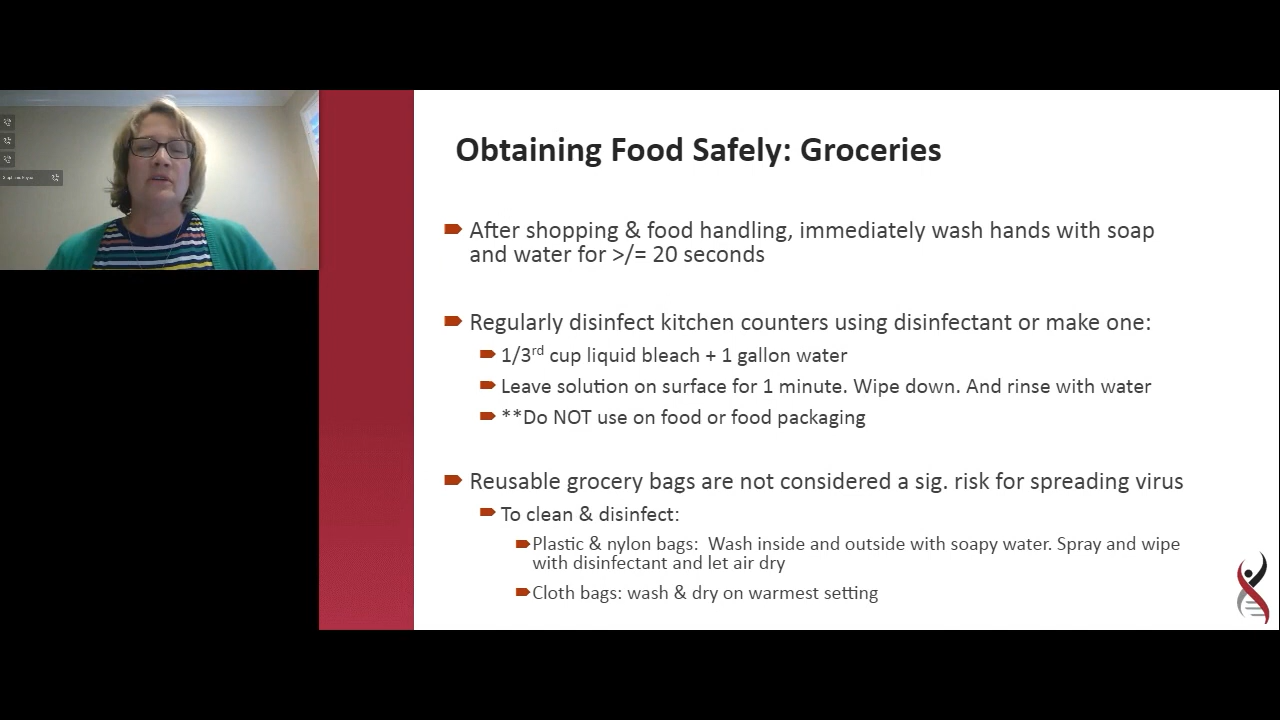 Obtaining Food Safely: Groceries
After shopping & food handling, immediately wash hands with soap
and water for >/= 20 seconds
Regularly disinfect kitchen counters using disinfectant or make one:
1/3rd cup liquid bleach + 1 gallon water
Leave solution on surface for 1 minute. Wipe down. And rinse with water
**Do NOT use on food or food packaging
Reusable grocery bags are not considered a sig. risk for spreading virus
To clean & disinfect:
Plastic & nylon bags:  Wash inside and outside with soapy water. Spray and wipe
with disinfectant and let air dry
Cloth bags: wash & dry on warmest setting